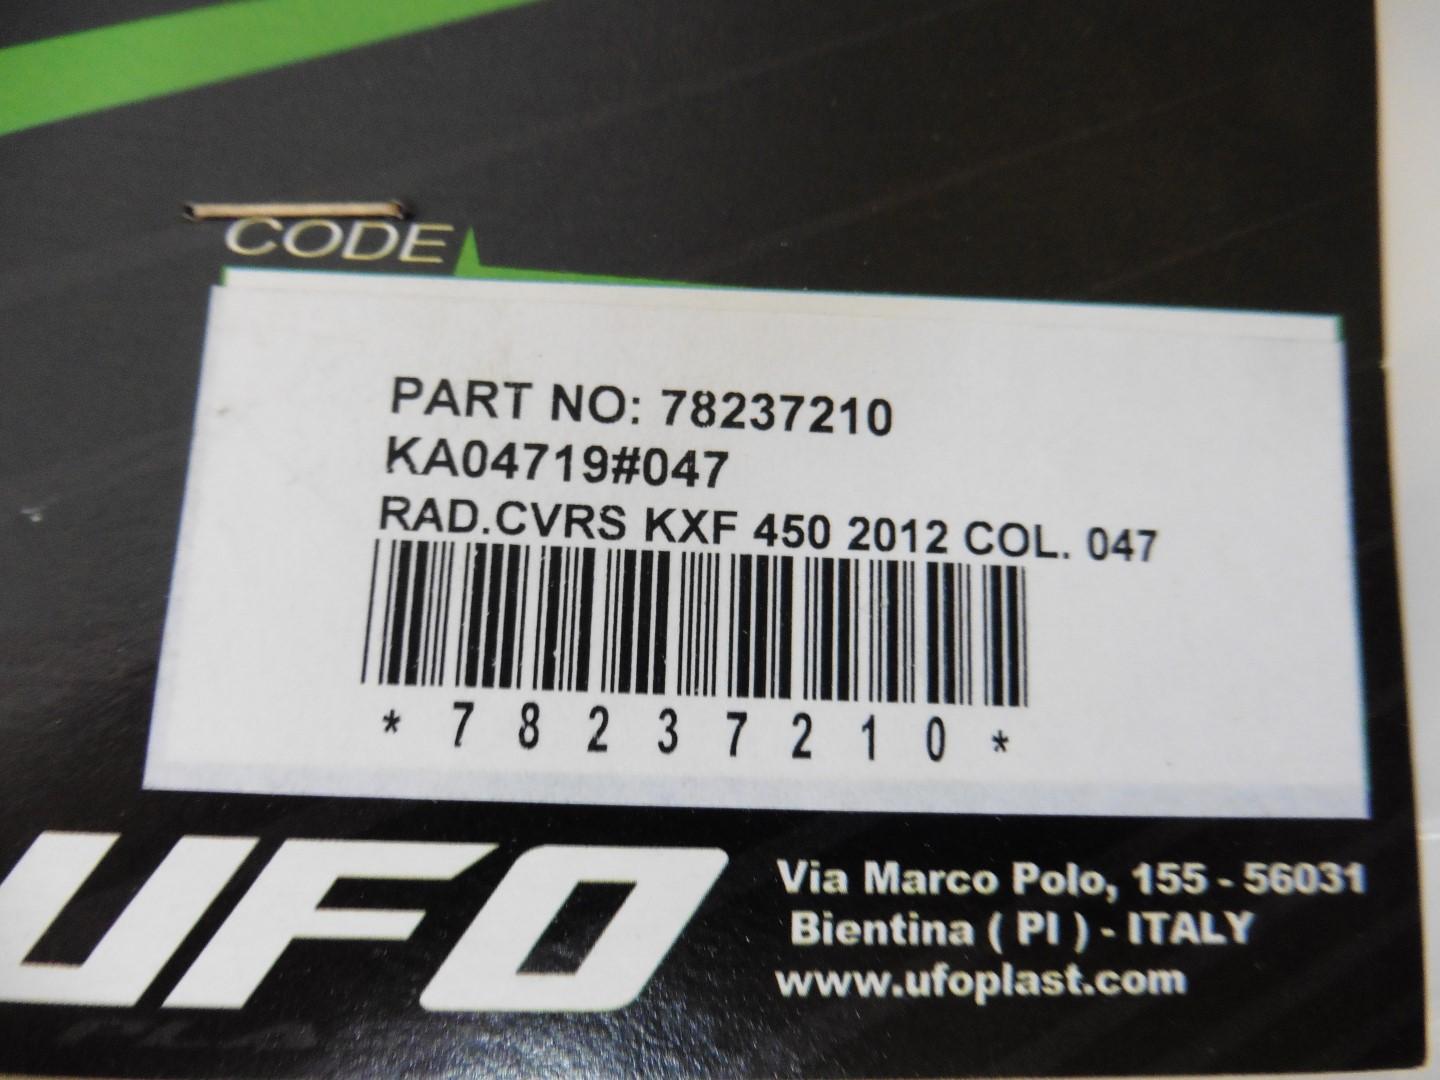 CODE
PART NO: 78237210
KA04719#047
RAD.CVRS KXF 450 2012 COL. 047
* 7 8 2 3 7 2 1 0 *
UFO
Via Marco Polo, 155 - 56031
Bientina ( PI ) - ITALY
www.ufoplast.com